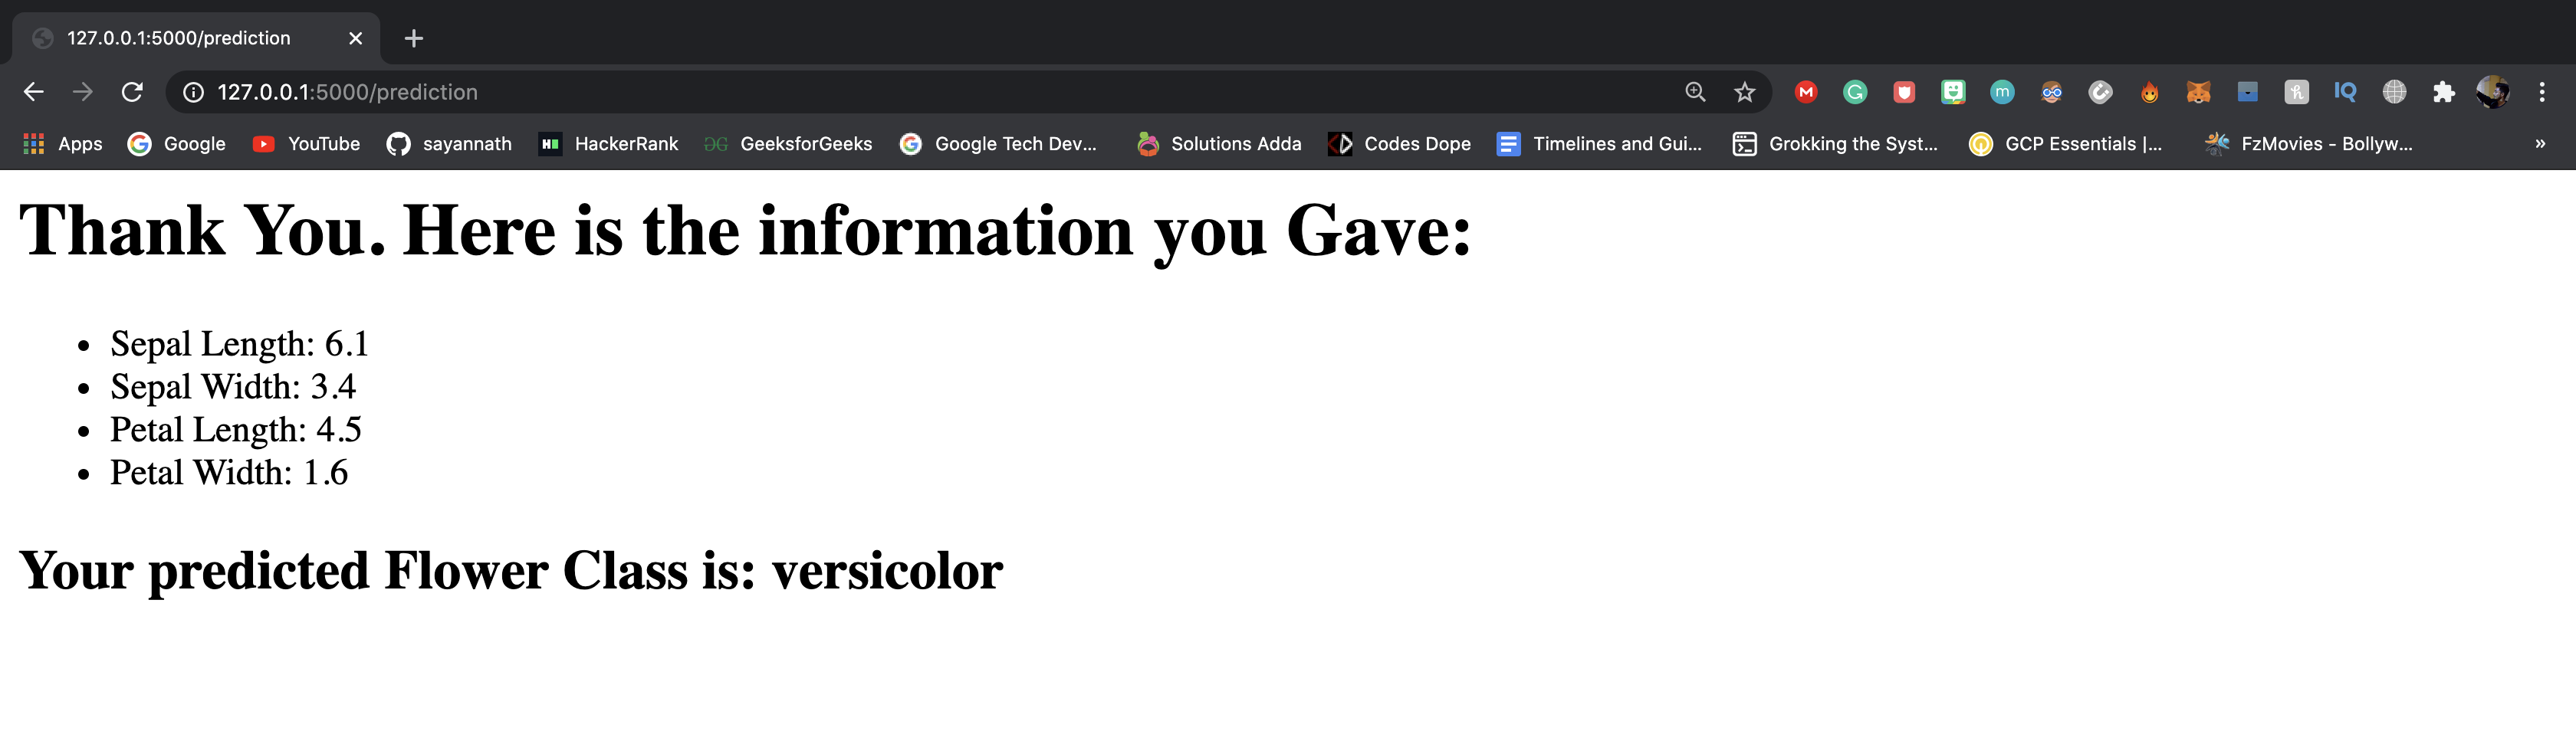 127.0.0.1:5000/prediction
127.0.0.1:5000/prediction
Apps Google YouTube sayannath HackerRank GeeksforGeeks Google Tech Dev... Solutions Adda Codes Dope Timelines and Gui... Grokking the Syst... GCP Essentials |... FzMovies - Bollyw... »
Thank You. Here is the information you Gave:
• Sepal Length: 6.1
• Sepal Width: 3.4
• Petal Length: 4.5
• Petal Width: 1.6
Your predicted Flower Class is: versicolor